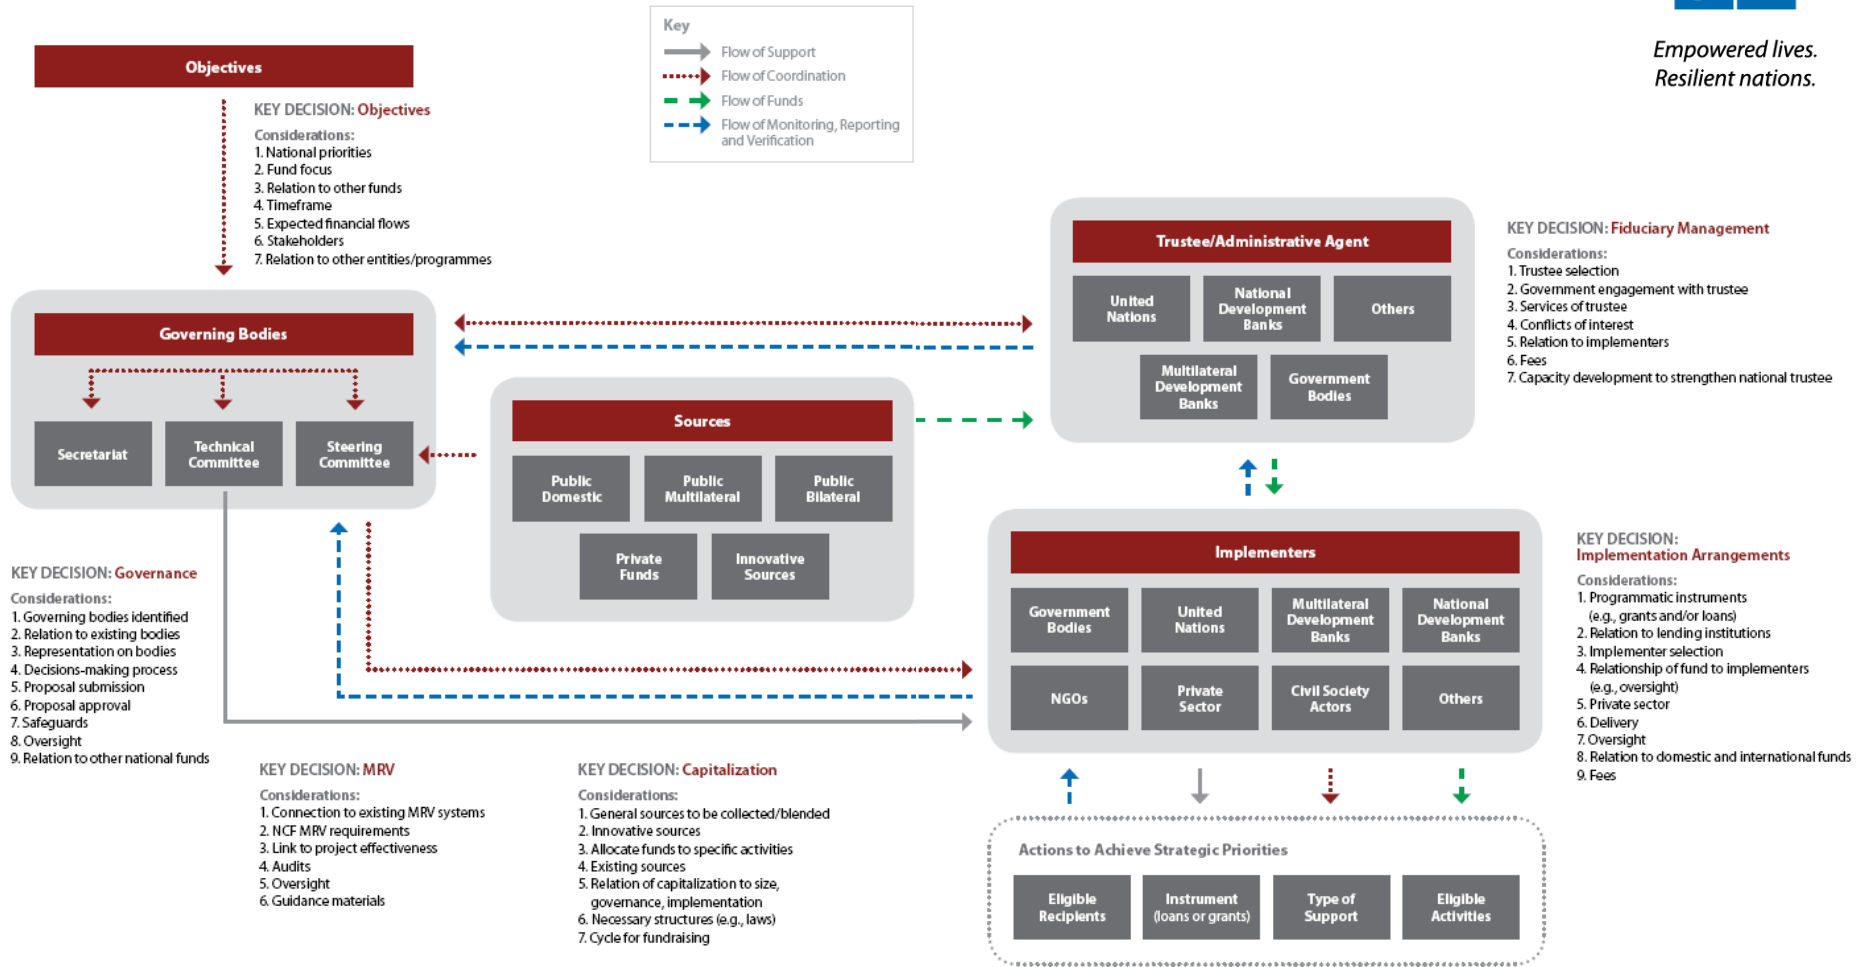 Empowered lives.
Resilient nations.
Key
Flow of Support
Flow of Coordination
Flow of Funds
Flow of Monitoring, Reporting
and Verification
Objectives
KEY DECISION: Objectives
Considerations:
1. National priorities
2. Fund focus
3. Relation to other funds
4. Timeframe
5. Expected financial flows
6. Stakeholders
7. Relation to other entities/programmes
Governing Bodies
Secretariat
Technical
Committee
Steering
Committee
Sources
Public
Domestic
Public
Multilateral
Public
Bilateral
Private
Funds
Innovative
Sources
Trustee/Administrative Agent
United
Nations
National
Development
Banks
Others
Multilateral
Development
Banks
Government
Bodies
KEY DECISION: Fiduciary Management
Considerations:
1. Trustee selection
2. Government engagement with trustee
3. Services of trustee
4. Conflicts of interest
5. Relation to implementers
6. Fees
7. Capacity development to strengthen national trustee
Implementers
Government
Bodies
United
Nations
Multilateral
Development
Banks
National
Development
Banks
NGOs
Private
Sector
Civil Society
Actors
Others
KEY DECISION:
Implementation Arrangements
Considerations:
1. Programmatic instruments
(e.g., grants and/or loans)
2. Relation to lending institutions
3. Implementer selection
4. Relationship of fund to implementers
(e.g., oversight)
5. Private sector
6. Delivery
7. Oversight
8. Relation to domestic and international funds
9. Fees
KEY DECISION: Governance
Considerations:
1. Governing bodies identified
2. Relation to existing bodies
3. Representation on bodies
4. Decisions-making process
5. Proposal submission
6. Proposal approval
7. Safeguards
8. Oversight
9. Relation to other national funds
KEY DECISION: MRV
Considerations:
1. Connection to existing MRV systems
2. NCF MRV requirements
3. Link to project effectiveness
4. Audits
5. Oversight
6. Guidance materials
KEY DECISION: Capitalization
Considerations:
1. General sources to be collected/blended
2. Innovative sources
3. Allocate funds to specific activities
4. Existing sources
5. Relation of capitalization to size,
governance, implementation
6. Necessary structures (e.g., laws)
7. Cycle for fundraising
Actions to Achieve Strategic Priorities
Eligible
Recipients
Instrument
(loans or grants)
Type of
Support
Eligible
Activities